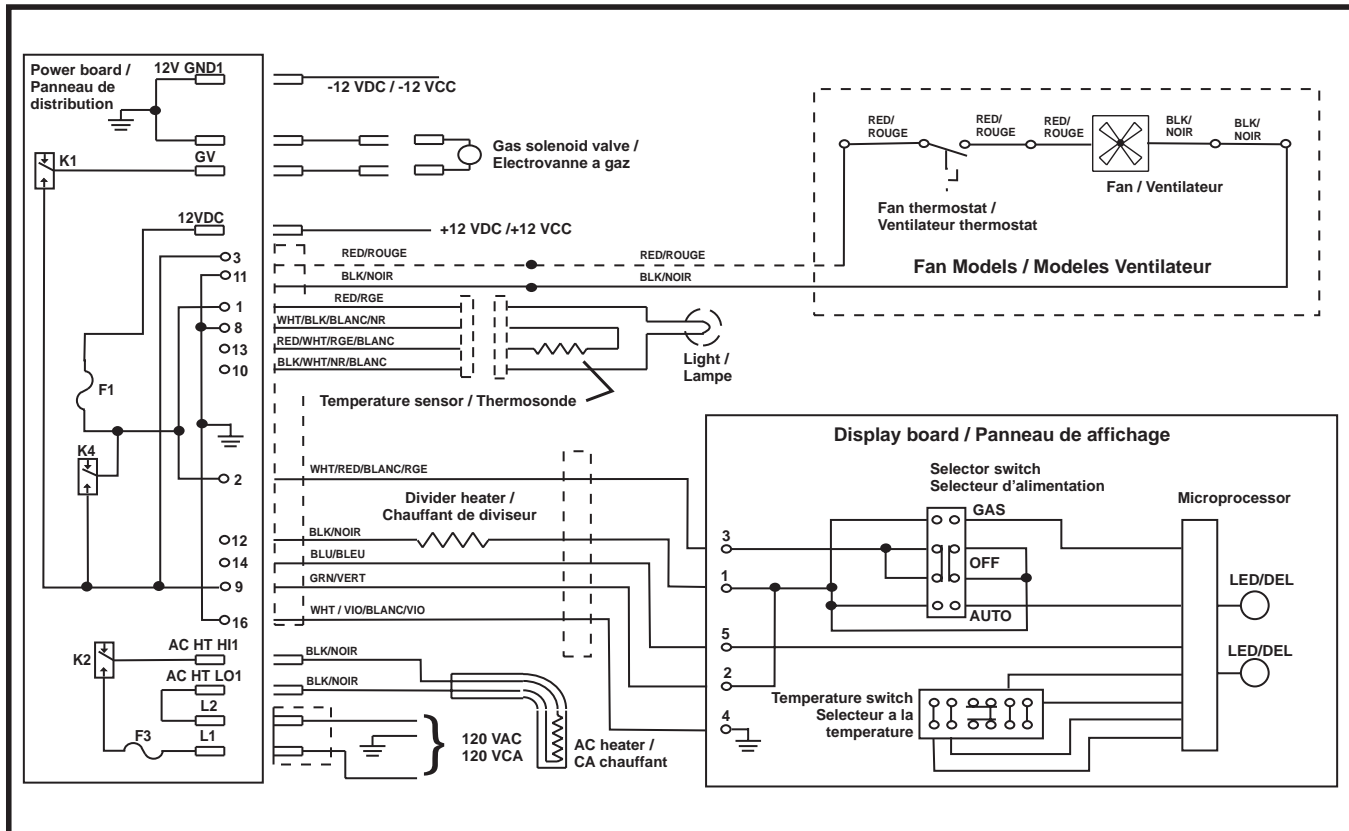 Power board /
Panneau de
distribution
12V GND1
-12 VDC / -12 VCC
K1
GV
Gas solenoid valve /
Electrovanne a gaz
12VDC
+12 VDC /+12 VCC
3
RED/ROUGE
RED/ROUGE
11
BLK/NOIR
BLK/NOIR
1
RED/RGE
8
WHT/BLK/BLANC/NR
13
RED/WHT/RGE/BLANC
10
BLK/WHT/NR/BLANC
Light /
Lampe
F1
Temperature sensor / Thermosonde
K4
2
WHT/RED/BLANC/RGE
Divider heater /
Chauffant de diviseur
12
BLK/NOIR
14
BLU/BLEU
9
GRN/VERT
16
WHT / VIO/BLANC/VIO
K2
AC HT HI1
BLK/NOIR
AC HT LO1
BLK/NOIR
L2
F3
L1
120 VAC
120 VCA
AC heater /
CA chauffant
RED/
ROUGE
RED/
ROUGE
RED/
ROUGE
BLK/
NOIR
BLK/
NOIR
Fan / Ventilateur
Fan thermostat /
Ventilateur thermostat
Fan Models / Modeles Ventilateur
Display board / Panneau de affichage
Selector switch
Selecteur d'alimentation
Microprocessor
GAS
OFF
AUTO
3
1
5
2
4
LED/DEL
LED/DEL
Temperature switch
Selecteur a la
temperature